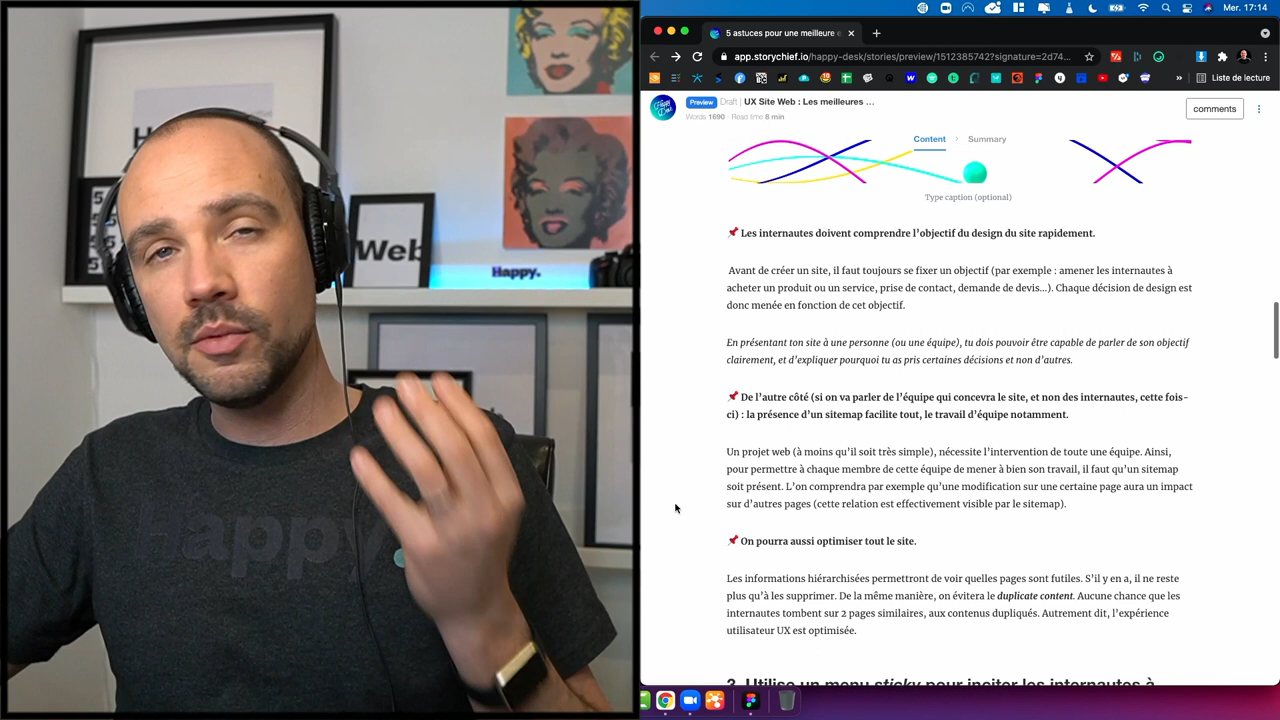 H
Web
Happy.
Happy.
Mer. 17:14
5 astuces pour une meilleure e
app.storychief.io/happy-desk/stories/preview/1512385742?signature=2d74...
Liste de lecture
Preview Draft | UX Site Web : Les meilleures ...
Words 1690 · Read time 8 min
comments
Content > Summary
Type caption (optional)
Les internautes doivent comprendre l’objectif du design du site rapidement.
Avant de créer un site, il faut toujours se fixer un objectif (par exemple : amener les internautes à
acheter un produit ou un service, prise de contact, demande de devis…). Chaque décision de design est
donc menée en fonction de cet objectif.
En présentant ton site à une personne (ou une équipe), tu dois pouvoir être capable de parler de son objectif
clairement, et d’expliquer pourquoi tu as pris certaines décisions et non d’autres.
De l’autre côté (si on va parler de l’équipe qui concevra le site, et non des internautes, cette fois-
ci) : la présence d’un sitemap facilite tout, le travail d’équipe notamment.
Un projet web (à moins qu’il soit très simple), nécessite l’intervention de toute une équipe. Ainsi,
pour permettre à chaque membre de cette équipe de mener à bien son travail, il faut qu’un sitemap
soit présent. L’on comprendra par exemple qu’une modification sur une certaine page aura un impact
sur d’autres pages (cette relation est effectivement visible par le sitemap).
On pourra aussi optimiser tout le site.
Les informations hiérarchisées permettront de voir quelles pages sont futiles. S’il y en a, il ne reste
plus qu’à les supprimer. De la même manière, on évitera le duplicate content. Aucune chance que les
internautes tombent sur 2 pages similaires, aux contenus dupliqués. Autrement dit, l’expérience
utilisateur UX est optimisée.
3. Utilise un menu sticky pour inciter les internautes à